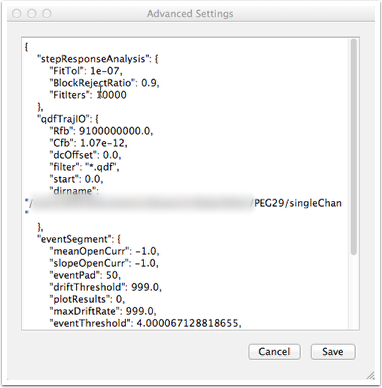 Advanced Settings
{
"stepResponseAnalysis": {
"FitTol": 1e-07,
"BlockRejectRatio": 0.9,
"FitIters": 10000
},
"qdfTrajIO": {
"Rfb": 9100000000.0,
"Cfb": 1.07e-12,
"dcOffset": 0.0,
"filter": "*.qdf",
"start": 0.0,
"dirname":
"/ /PEG29/singleChan
"
},
"eventSegment": {
"meanOpenCurr": -1.0,
"slopeOpenCurr": -1.0,
"eventPad": 50,
"driftThreshold": 999.0,
"plotResults": 0,
"maxDriftRate": 999.0,
"eventThreshold": 4.000067128818655,
Cancel Save